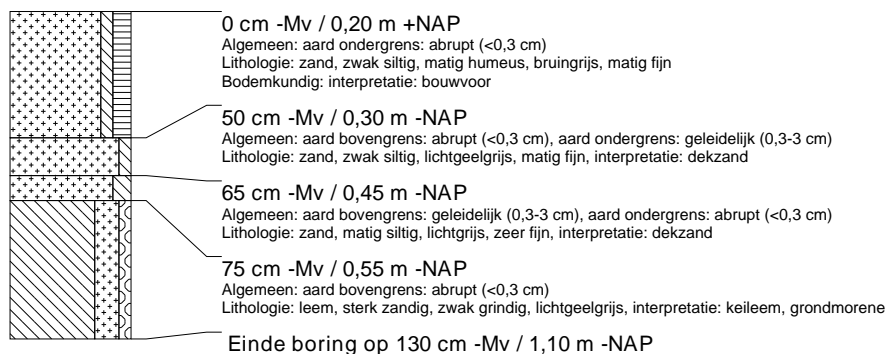 0 cm -Mv / 0,20 m +NAP
Algemeen: aard ondergrens: abrupt (<0,3 cm)
Lithologie: zand, zwak siltig, matig humeus, bruingrijs, matig fijn
Bodemkundig: interpretatie: bouwvoor
50 cm -Mv / 0,30 m -NAP
Algemeen: aard bovengrens: abrupt (<0,3 cm), aard ondergrens: geleidelijk (0,3-3 cm)
Lithologie: zand, zwak siltig, lichtgeelgrijs, matig fijn, interpretatie: dekzand
65 cm -Mv / 0,45 m -NAP
Algemeen: aard bovengrens: geleidelijk (0,3-3 cm), aard ondergrens: abrupt (<0,3 cm)
Lithologie: zand, matig siltig, lichtgrijs, zeer fijn, interpretatie: dekzand
75 cm -Mv / 0,55 m -NAP
Algemeen: aard bovengrens: abrupt (<0,3 cm)
Lithologie: leem, sterk zandig, zwak grindig, lichtgeelgrijs, interpretatie: keileem, grondmorene
Einde boring op 130 cm -Mv / 1,10 m -NAP